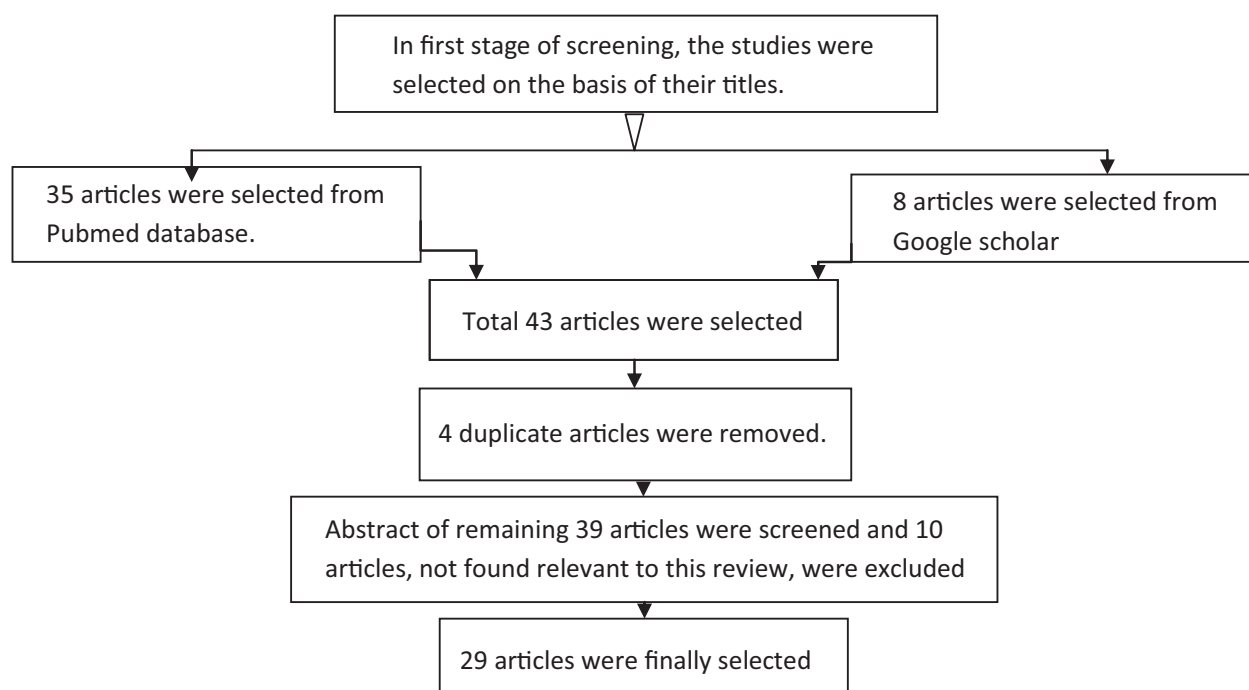 In first stage of screening, the studies were
selected on the basis of their titles.
35 articles were selected from
Pubmed database.
8 articles were selected from
Google scholar
Total 43 articles were selected
4 duplicate articles were removed.
Abstract of remaining 39 articles were screened and 10
articles, not found relevant to this review, were excluded
29 articles were finally selected